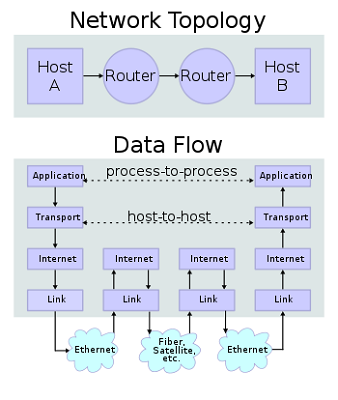 Network Topology
Host A
Router
Router
Host B
Data Flow
Application
process-to-process
Application
Transport
host-to-host
Transport
Internet
Internet
Internet
Internet
Link
Link
Link
Link
Ethernet
Fiber,
Satellite,
etc.
Ethernet